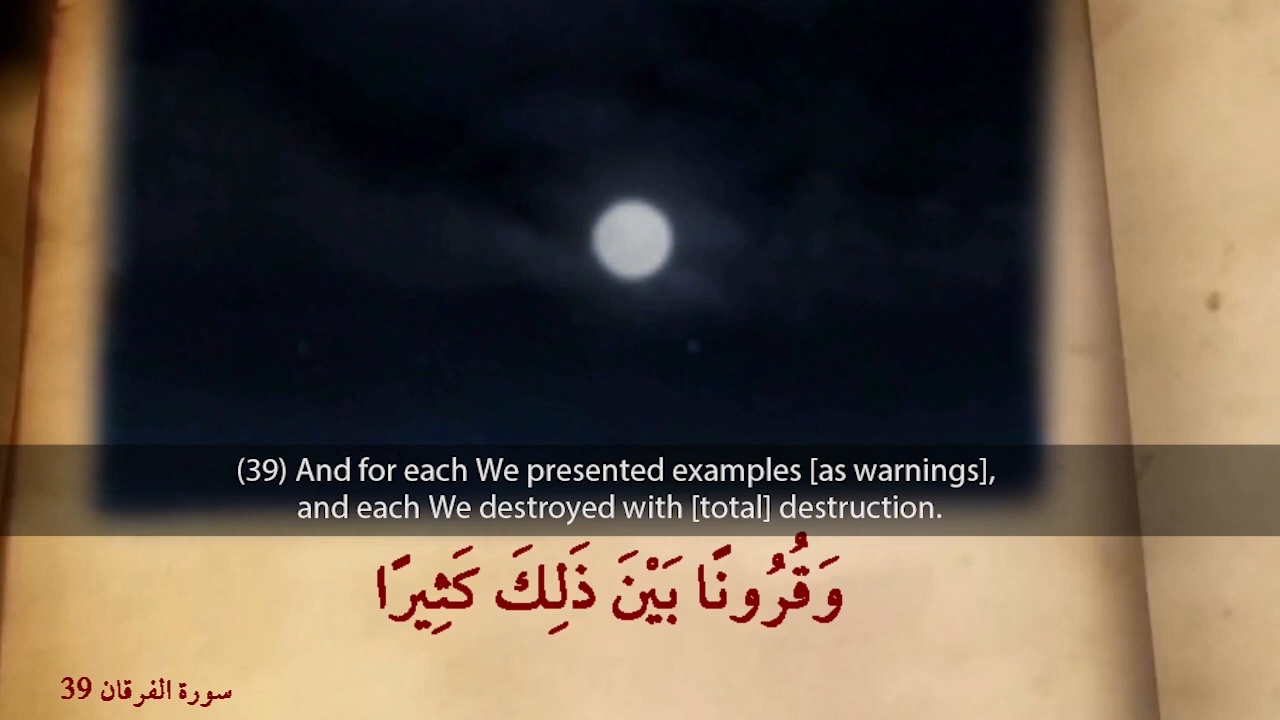 (39) And for each We presented examples [as warnings],
and each We destroyed with [total] destruction.
وَقُرُونًا بَيْنَ ذَلِكَ كَثِيرًا
سورة الفرقان 39